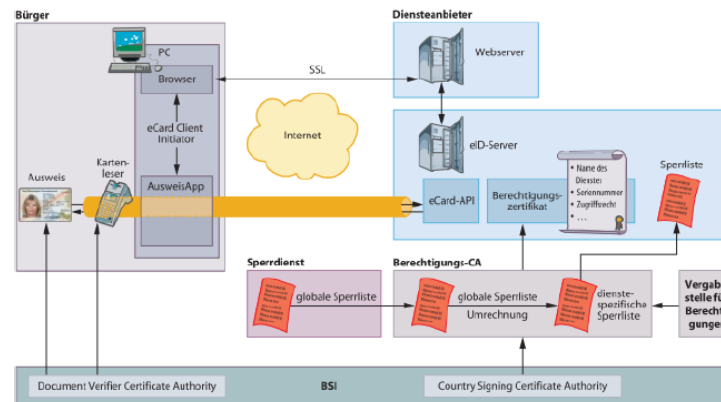 Bürger
Diensteanbieter
PC
Browser
SSL
Webserver
eCard Client
Initiator
Internet
eID-Server
Ausweis
Karten-
leser
AusweisApp
eCard-API
Berechtigungs-
zertifikat
• Name des
Dienstes
• Seriennummer
• Zugriffsrecht
• ...
Sperrliste
Sperrdienst
Berechtigungs-CA
globale Sperrliste
globale Sperrliste
Umrechnung
dienste-
spezifische
Sperrliste
Vergab
stelle fü
Berecht
gungen
Document Verifier Certificate Authority
BSI
Country Signing Certificate Authority